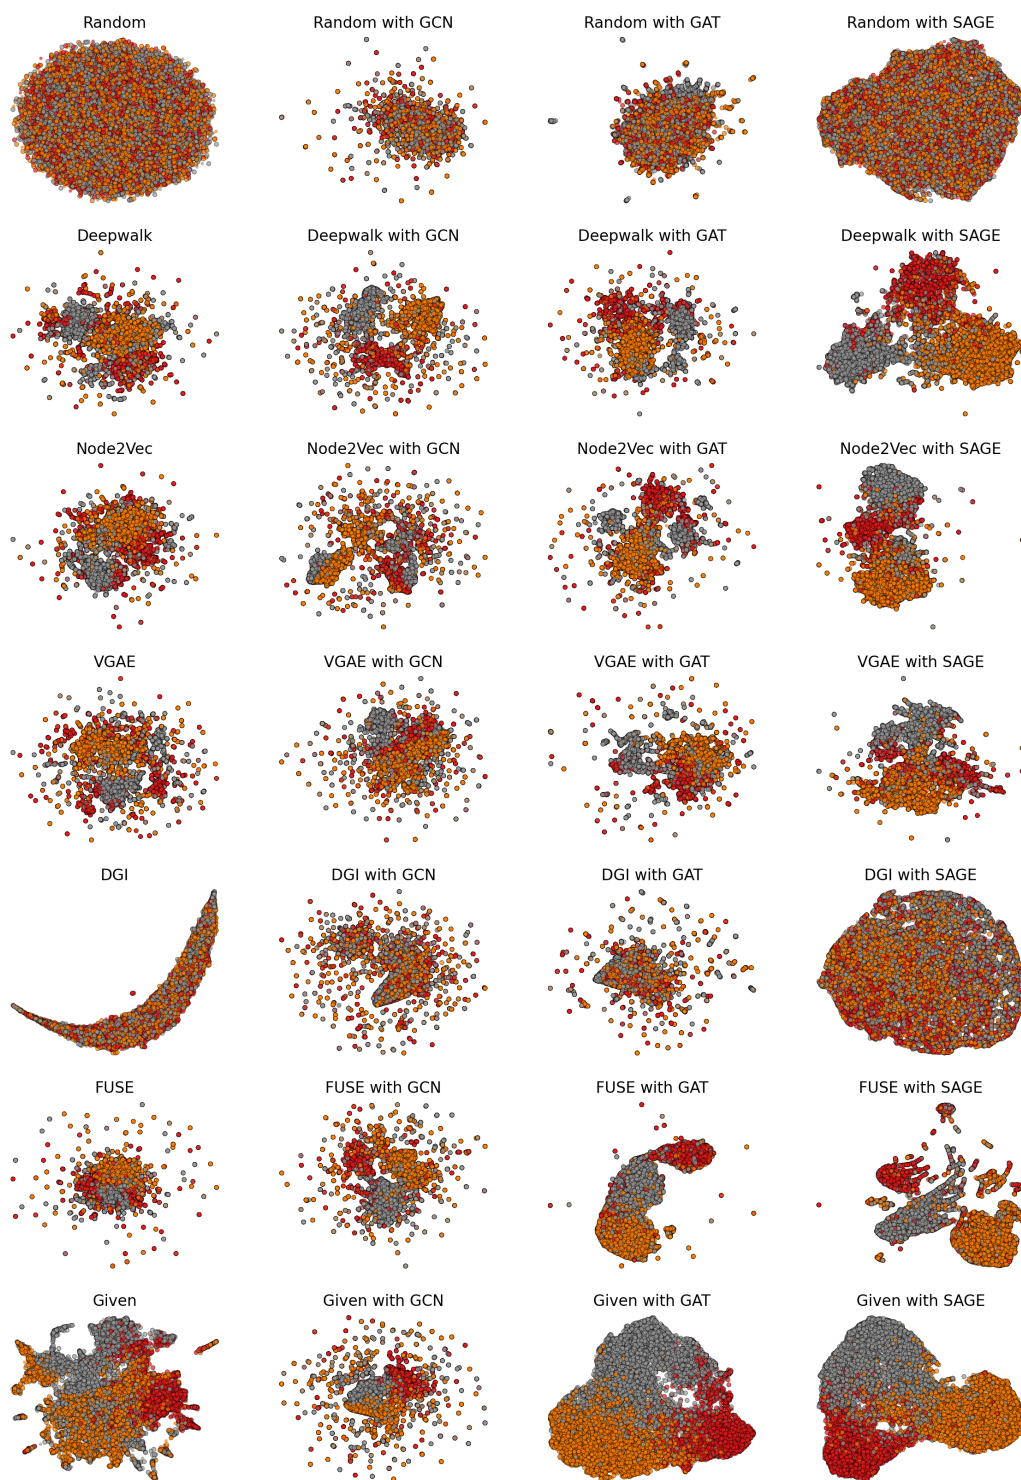 Random
Random with GCN
Random with GAT
Random with SAGE
Deepwalk
Deepwalk with GCN
Deepwalk with GAT
Deepwalk with SAGE
Node2Vec
Node2Vec with GCN
Node2Vec with GAT
Node2Vec with SAGE
VGAE
VGAE with GCN
VGAE with GAT
VGAE with SAGE
DGI
DGI with GCN
DGI with GAT
DGI with SAGE
FUSE
FUSE with GCN
FUSE with GAT
FUSE with SAGE
Given
Given with GCN
Given with GAT
Given with SAGE